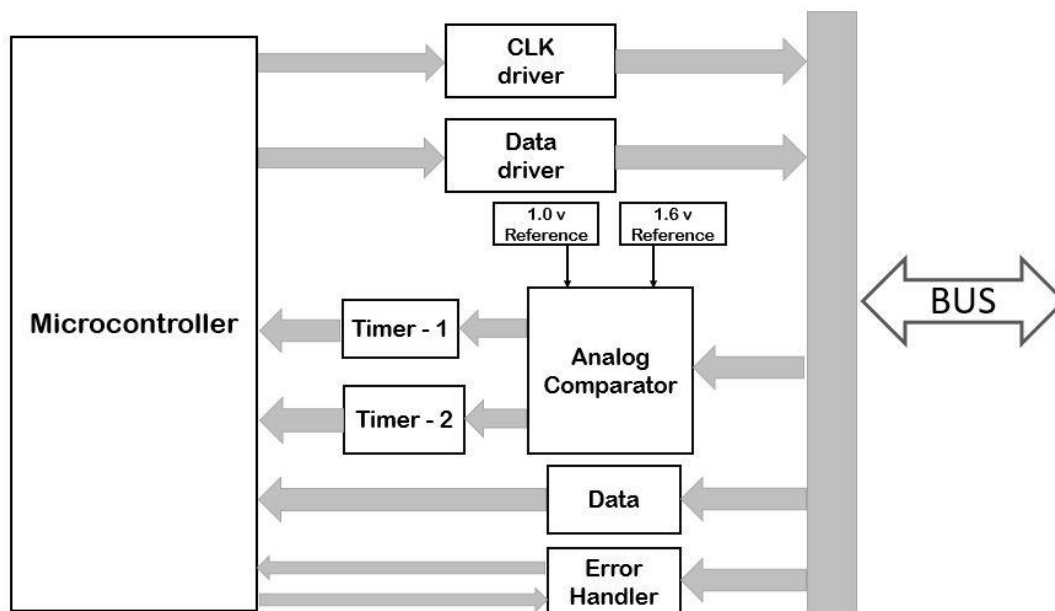 CLK
driver
Data
driver
1.0 v
Reference
1.6 v
Reference
Microcontroller
Timer - 1
Analog
Comparator
Timer - 2
BUS
Data
Error
Handler